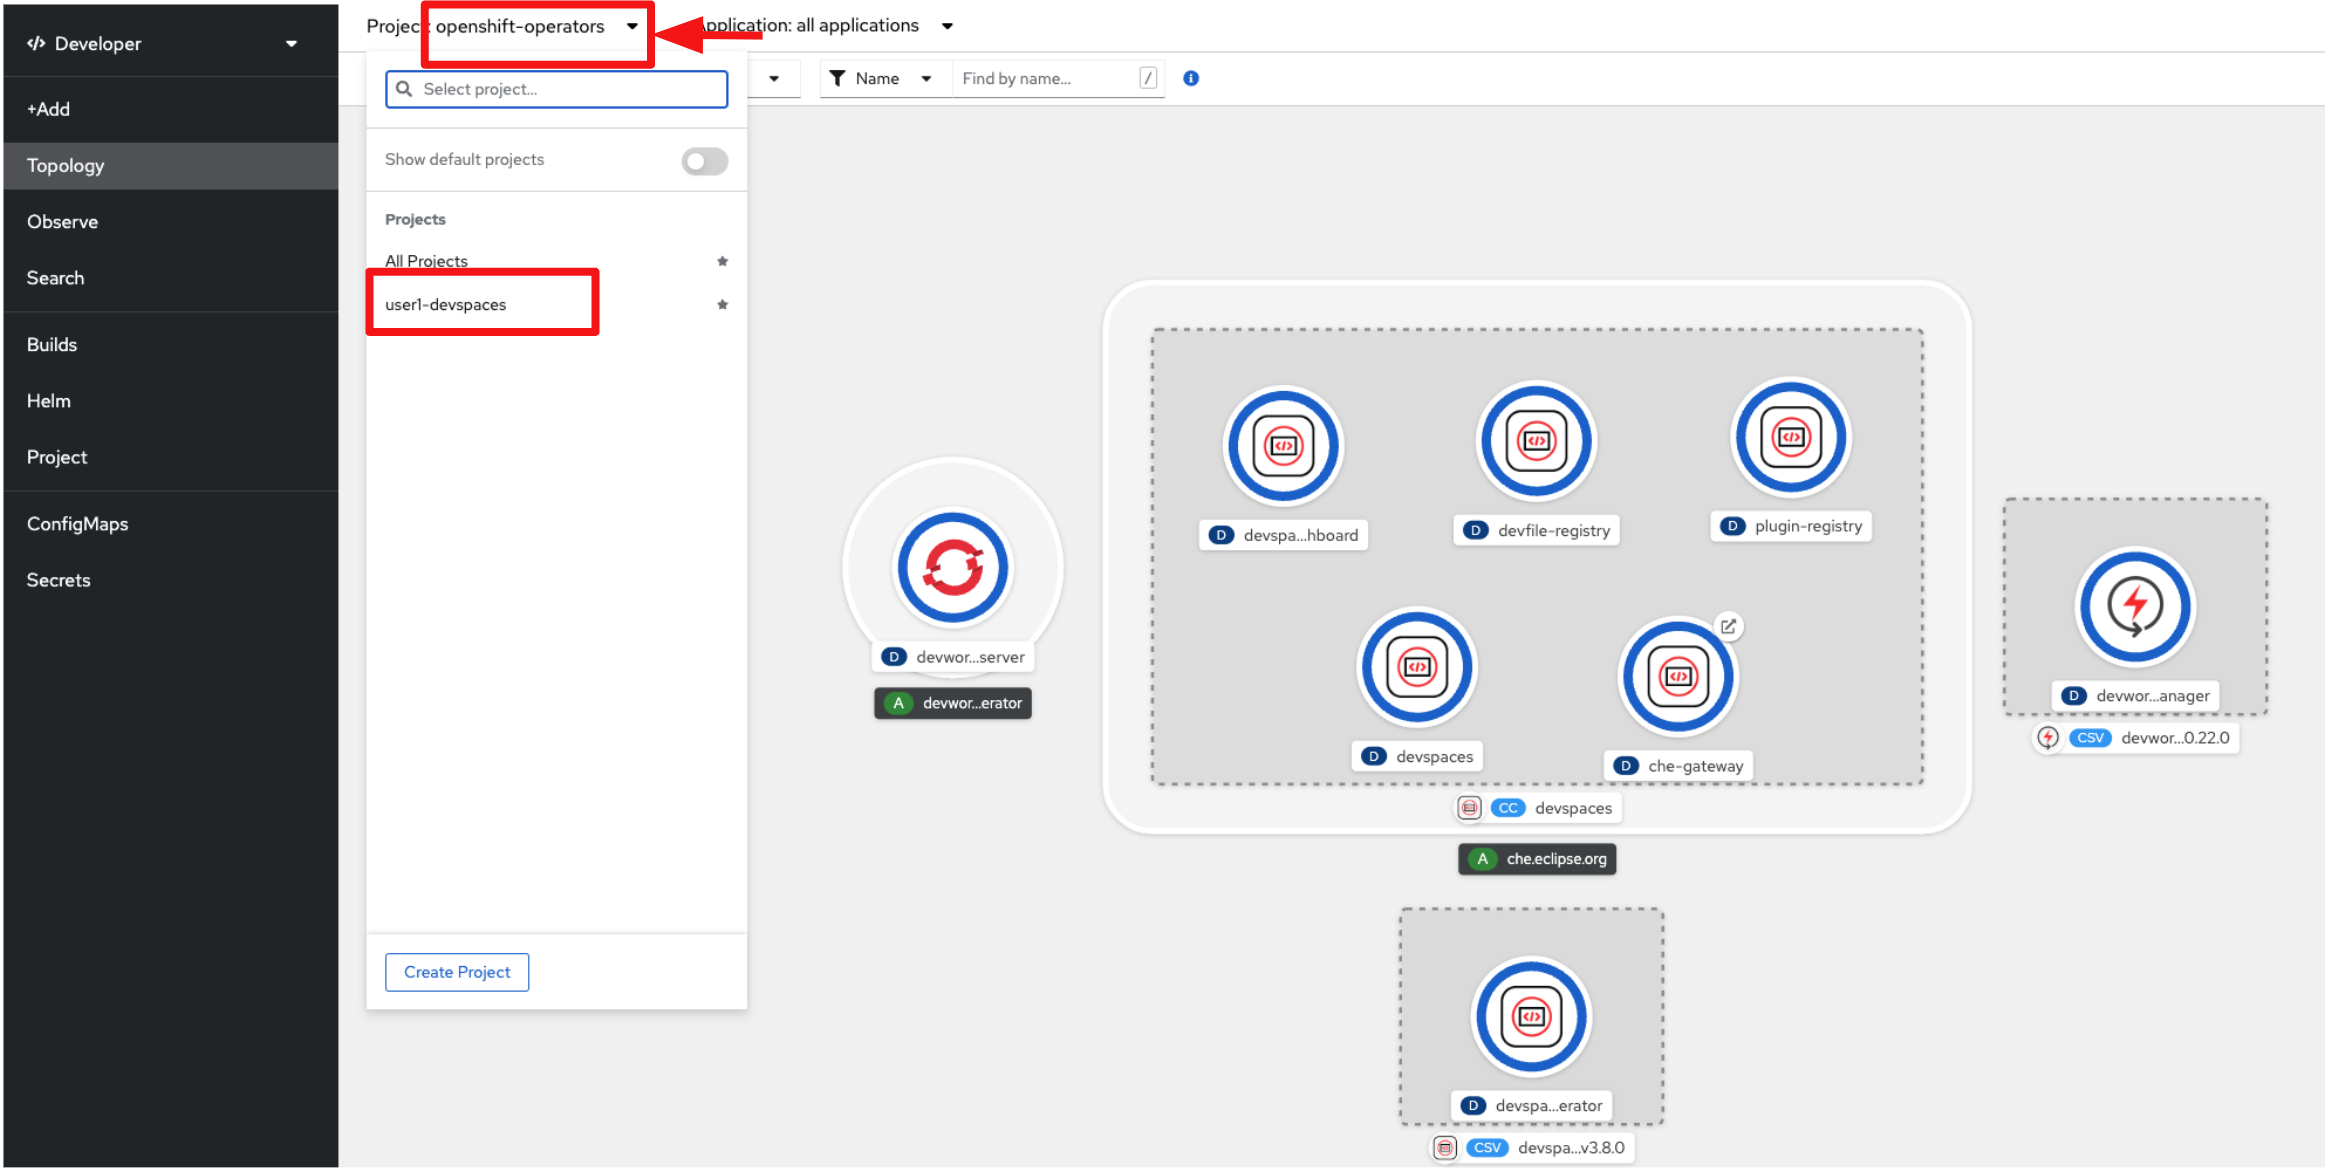 Developer
+Add
Topology
Observe
Search
Builds
Helm
Project
ConfigMaps
Secrets
Project: openshift-operators
Application: all applications
Select project...
Name
Find by name...
/
Show default projects
Projects
All Projects
user1-devspaces
Create Project
D devwor...server
A devwor...erator
D devspa...hboard
D devfile-registry
D plugin-registry
D devspaces
D che-gateway
CC devspaces
A che.eclipse.org
D devwor...anager
CSV devwor...0.22.0
D devspa...erator
CSV devspa...v3.8.0